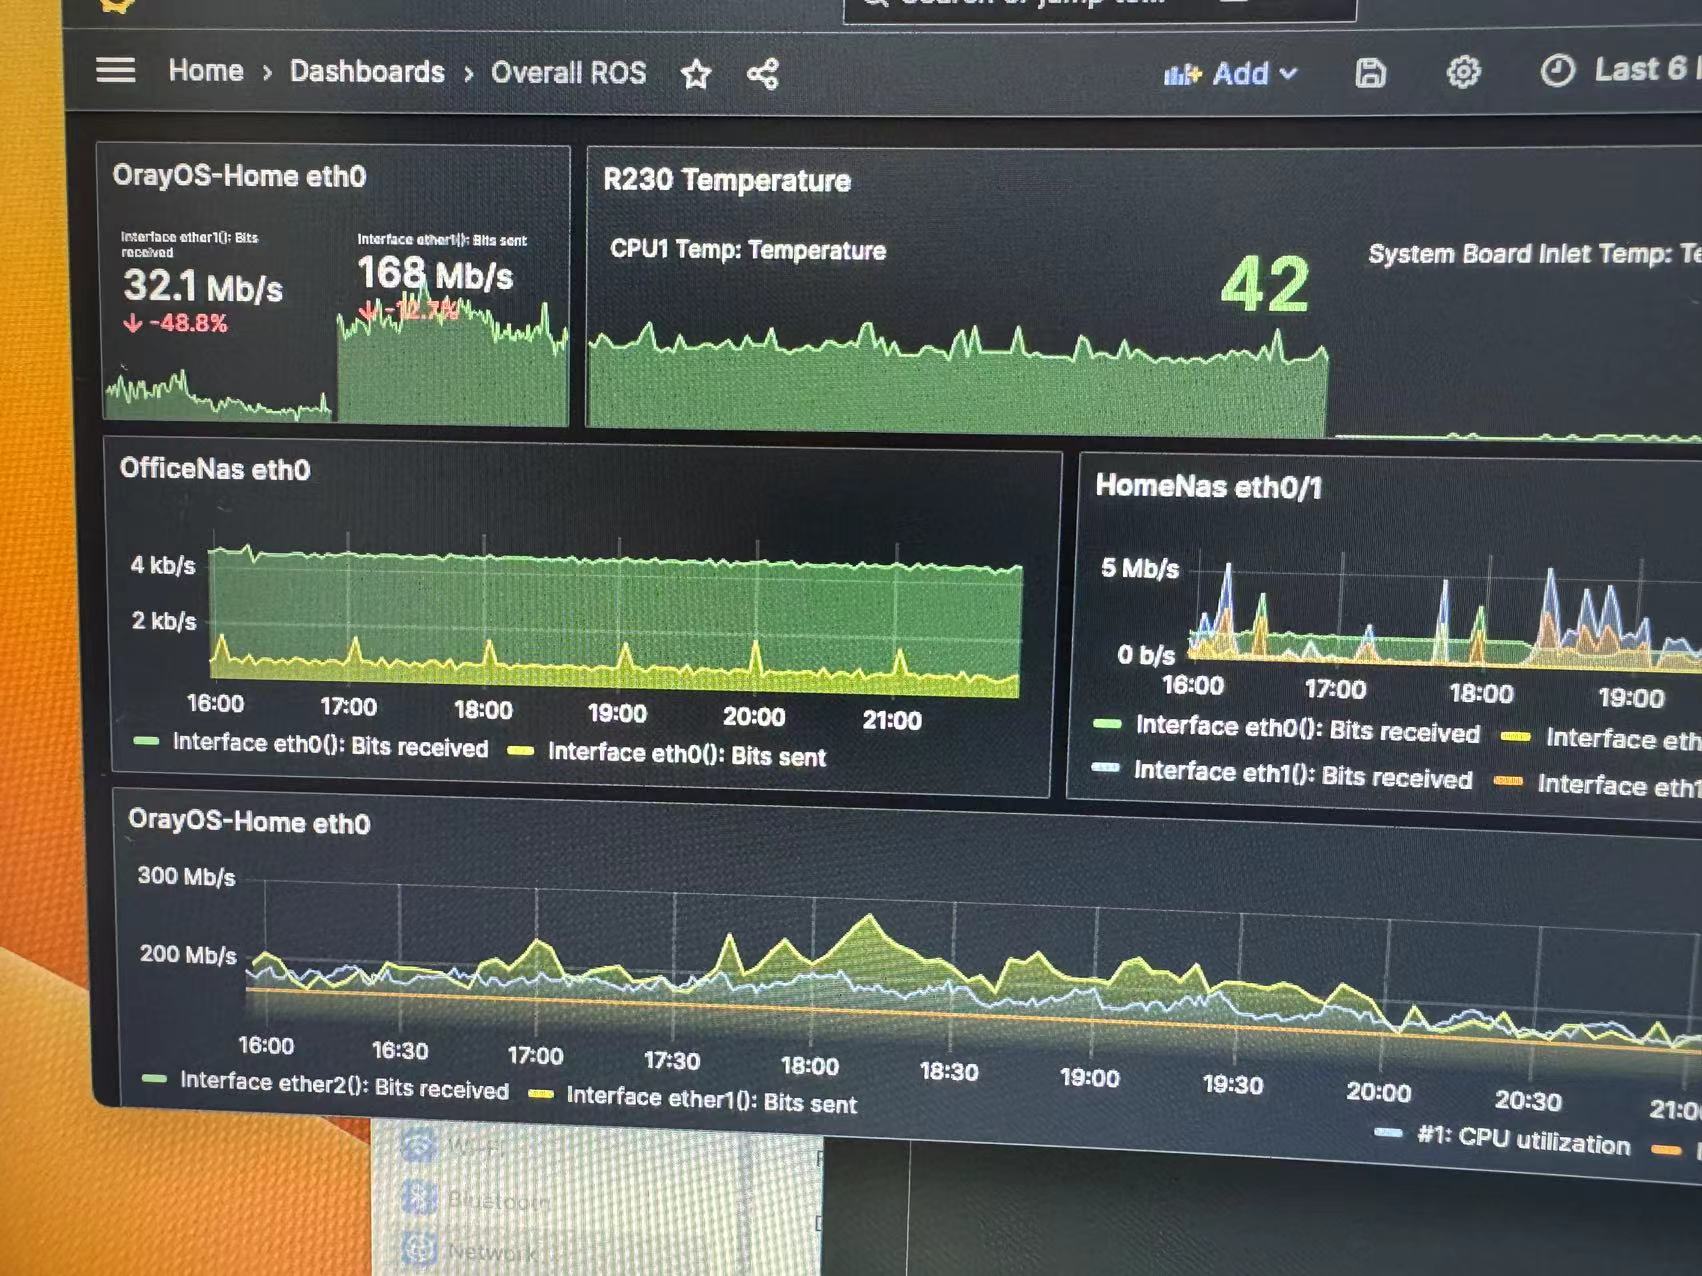 Home › Dashboards › Overall ROS
Add
Last 6
OrayOS-Home eth0
Interface ether1(): Bits
received
32.1 Mb/s
-48.8%
Interface ether1(): Bits sent
168 Mb/s
-12.7%
R230 Temperature
CPU1 Temp: Temperature
42
System Board Inlet Temp: Te
OfficeNas eth0
4 kb/s
2 kb/s
16:00 17:00 18:00 19:00 20:00 21:00
Interface eth0(): Bits received Interface eth0(): Bits sent
HomeNas eth0/1
5 Mb/s
0 b/s
16:00 17:00 18:00 19:00
Interface eth0(): Bits received Interface eth
Interface eth1(): Bits received Interface eth1
OrayOS-Home eth0
300 Mb/s
200 Mb/s
16:00 16:30 17:00 17:30 18:00 18:30 19:00 19:30 20:00 20:30 21:00
Interface ether2(): Bits received Interface ether1(): Bits sent
#1: CPU utilization
Wi-Fi
Bluetooth
Network